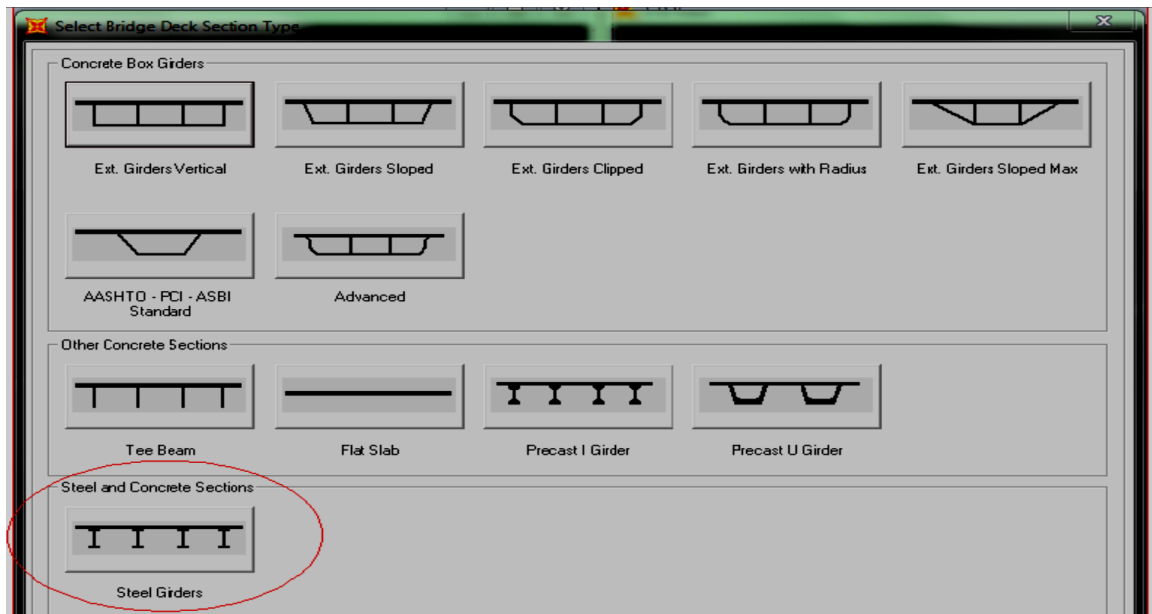 Select Bridge Deck Section Type
Concrete Box Girders
Ext. Girders Vertical
Ext. Girders Sloped
Ext. Girders Clipped
Ext. Girders with Radius
Ext. Girders Sloped Max
AASHTO - PCI - ASBI
Standard
Advanced
Other Concrete Sections
Tee Beam
Flat Slab
Precast I Girder
Precast U Girder
Steel and Concrete Sections
Steel Girders